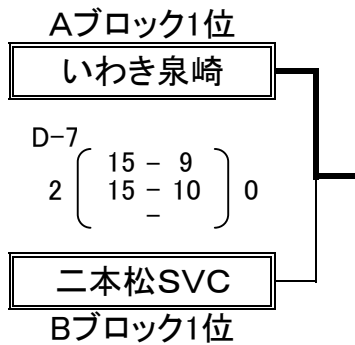 Aブロック1位
いわき泉崎
D-7
15 - 9
2 15 - 10 0
-
二本松SVC
Bブロック1位